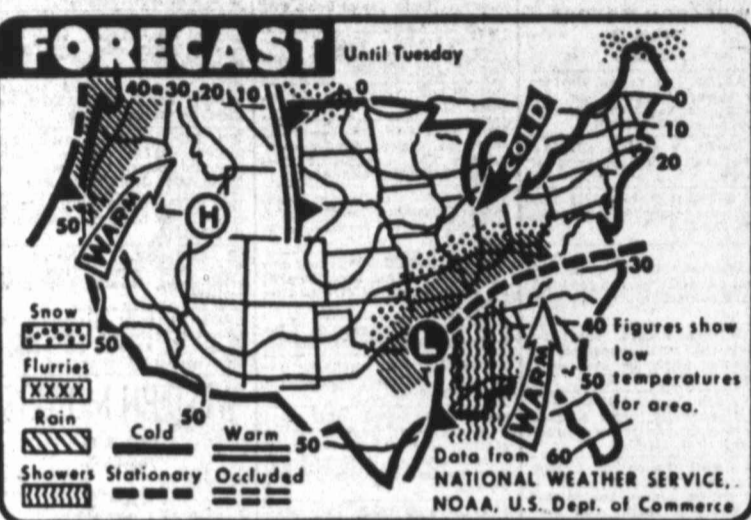 FORECAST
Until Tuesday
40 30 20 10 0
0
10
20
COLD
50
WARM
H
30
Snow
50
L
40 Figures show
low
Flurries
50 temperatures
for area.
WARM
Rain
50
Cold Warm
50
60
Data from
Showers Stationary Occluded
NATIONAL WEATHER SERVICE,
NOAA, U.S. Dept. of Commerce